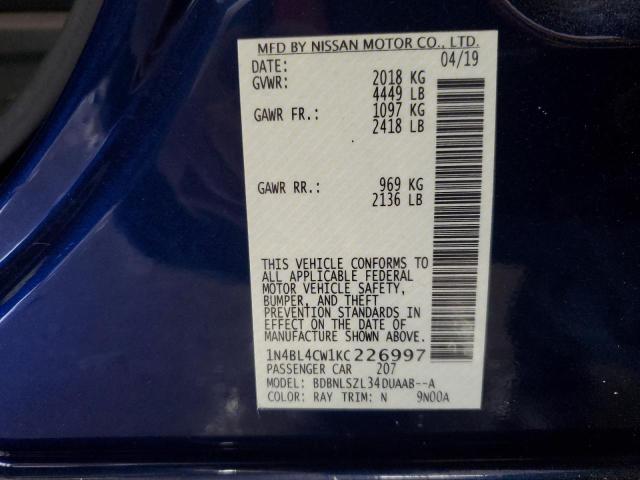 MFD BY NISSAN MOTOR CO., LTD.
DATE: 04/19
GVWR: 2018 KG
4449 LB
GAWR FR.: 1097 KG
2418 LB
GAWR RR.: 969 KG
2136 LB
THIS VEHICLE CONFORMS TO
ALL APPLICABLE FEDERAL
MOTOR VEHICLE SAFETY,
BUMPER, AND THEFT
PREVENTION STANDARDS IN
EFFECT ON THE DATE OF
MANUFACTURE SHOWN ABOVE.
1N4BL4CW1KC226997
PASSENGER CAR 207
MODEL: BDBNLSZL34DUAAB--A
COLOR: RAY TRIM: N 9N00A